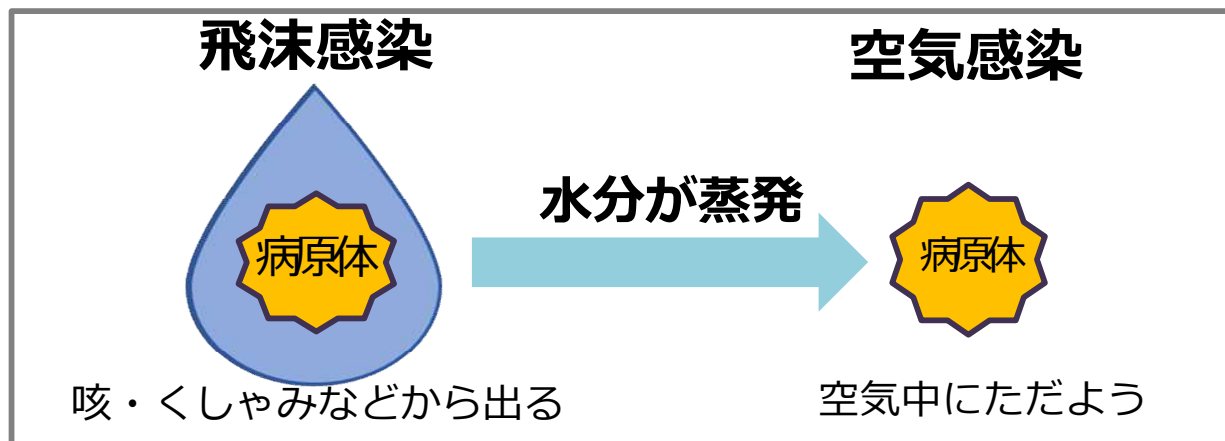 飛沫感染
空気感染
水分が蒸発
病原体
病原体
咳・くしゃみなどから出る
空気中にただよう